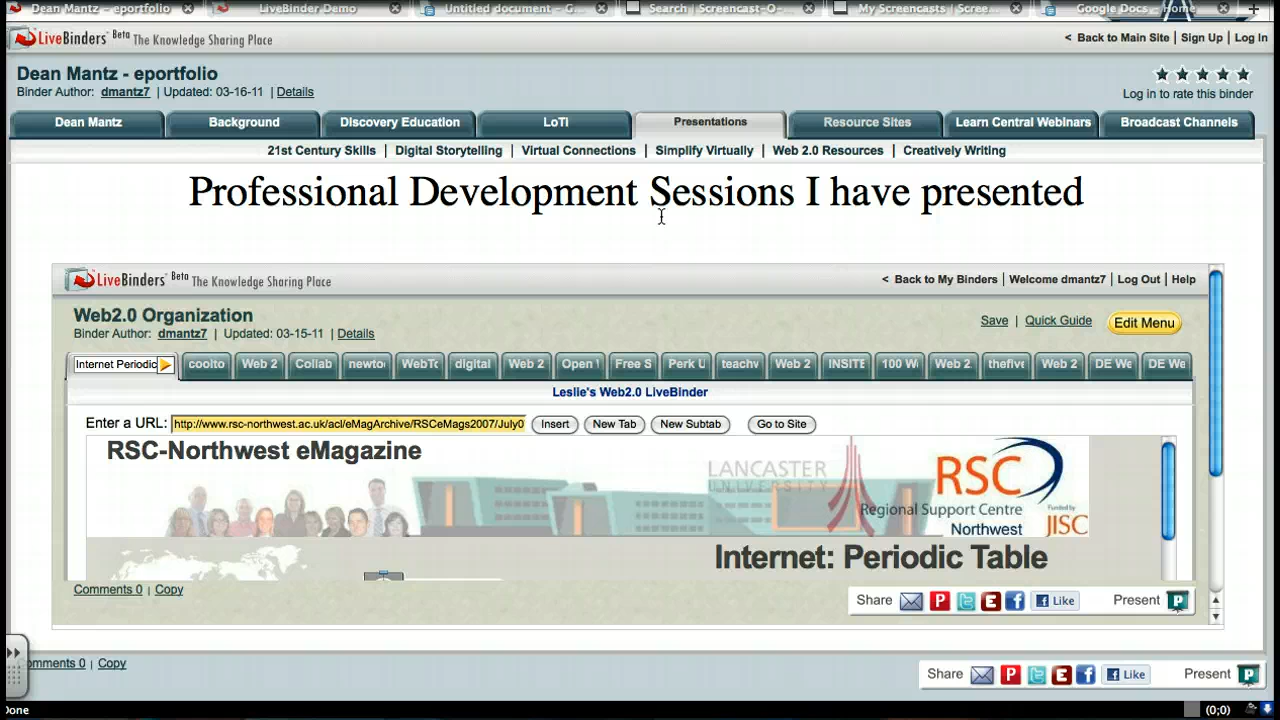 Dean Mantz - eportfolio LiveBinder Demo Untitled document - G... Search | Screencast-O-... My Screencasts | Scree... Google Docs - Home
LiveBinders Beta The Knowledge Sharing Place < Back to Main Site | Sign Up | Log In
Dean Mantz - eportfolio
Binder Author: dmantz7 | Updated: 03-16-11 | Details Log in to rate this binder
Dean Mantz Background Discovery Education LoTi Presentations Resource Sites Learn Central Webinars Broadcast Channels
21st Century Skills | Digital Storytelling | Virtual Connections | Simplify Virtually | Web 2.0 Resources | Creatively Writing
Professional Development Sessions I have presented
LiveBinders Beta The Knowledge Sharing Place < Back to My Binders | Welcome dmantz7 | Log Out | Help
Web2.0 Organization
Binder Author: dmantz7 | Updated: 03-15-11 | Details Save | Quick Guide Edit Menu
Internet Periodic coolto Web 2 Collab newto WebTo digital Web 2 Open Free S Perk U teach Web 2 INSITE 100 W Web 2 thefive Web 2 DE We DE We
Leslie's Web2.0 LiveBinder
Enter a URL: http://www.rsc-northwest.ac.uk/acl/eMagArchive/RSCeMags2007/July0 Insert New Tab New Subtab Go to Site
RSC-Northwest eMagazine
LANCASTER UNIVERSITY RSC
Regional Support Centre
Northwest Funded by JISC
Internet: Periodic Table
Comments 0 | Copy
Share P E f Like Present P
omments 0 | Copy
Share P E f Like Present P
Done (0;0)